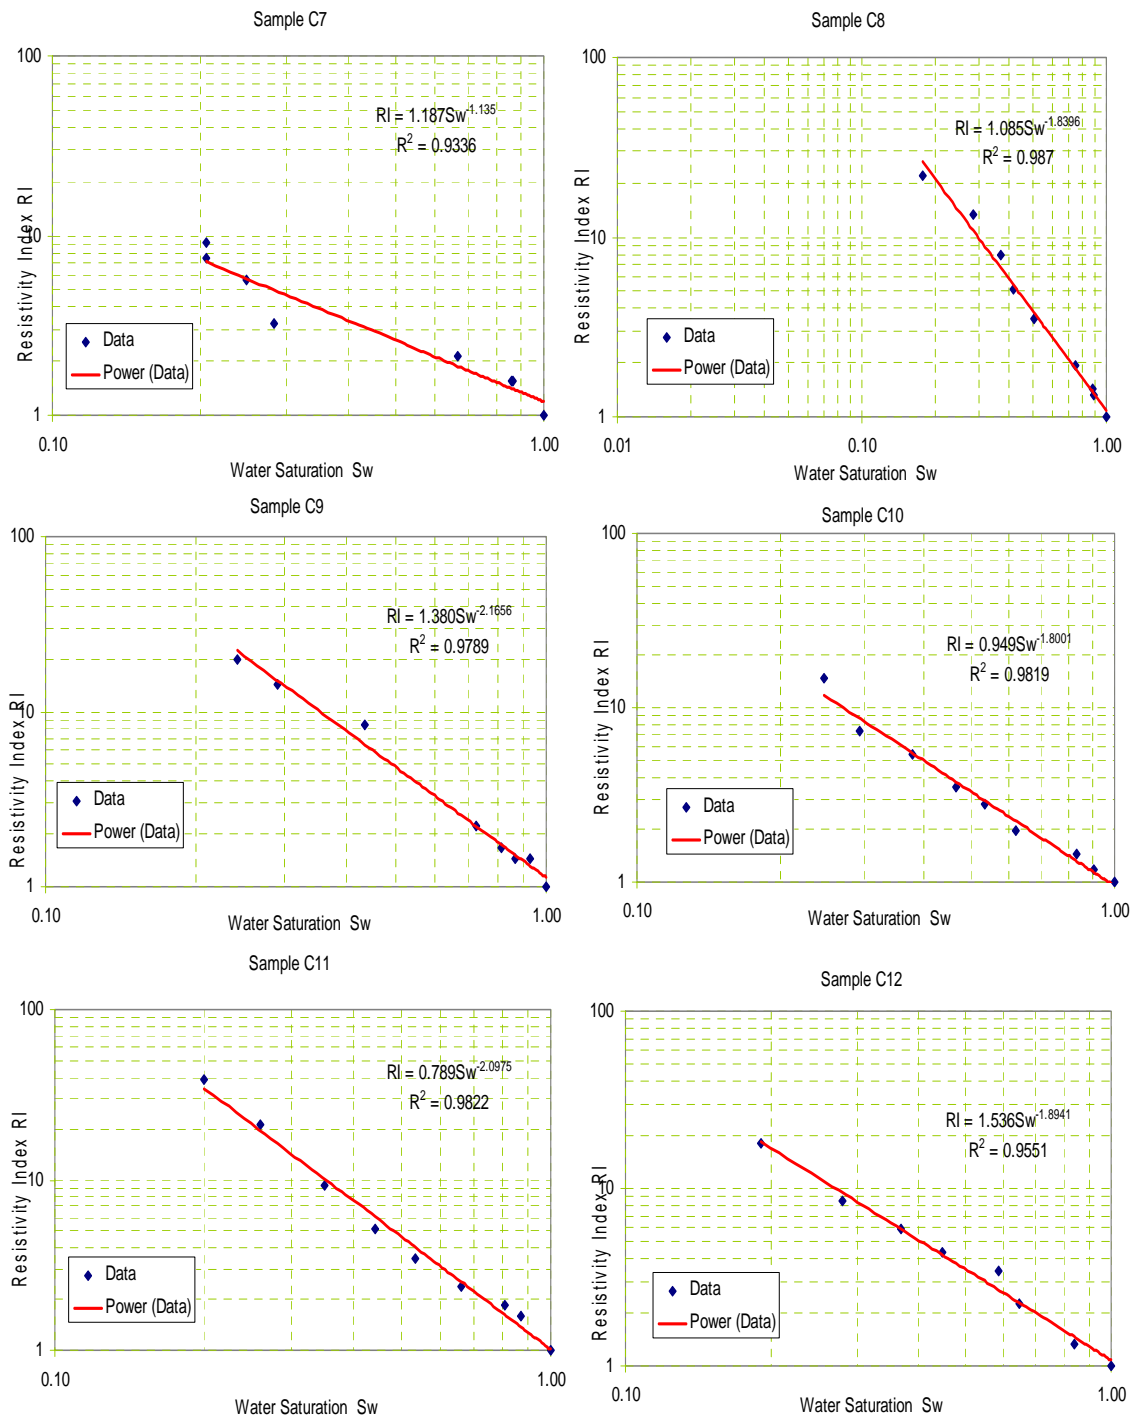 Sample C7
100
RI = 1.187Sw^-1.135
R² = 0.9336
10
Resistivity Index RI
Data
Power (Data)
1
0.10
1.00
Water Saturation Sw
Sample C8
100
RI = 1.085Sw^-1.8396
R² = 0.987
10
Resistivity Index RI
Data
Power (Data)
1
0.01
0.10
1.00
Water Saturation Sw
Sample C9
100
RI = 1.380Sw^-2.1656
R² = 0.9789
10
Resistivity Index RI
Data
Power (Data)
1
0.10
1.00
Water Saturation Sw
Sample C10
100
RI = 0.949Sw^-1.8001
R² = 0.9819
10
Resistivity Index RI
Data
Power (Data)
1
0.10
1.00
Water Saturation Sw
Sample C11
100
RI = 0.789Sw^-2.0975
R² = 0.9822
10
Resistivity Index RI
Data
Power (Data)
1
0.10
1.00
Water Saturation Sw
Sample C12
100
RI = 1.536Sw^-1.8941
R² = 0.9551
10
Resistivity Index RI
Data
Power (Data)
1
0.10
1.00
Water Saturation Sw